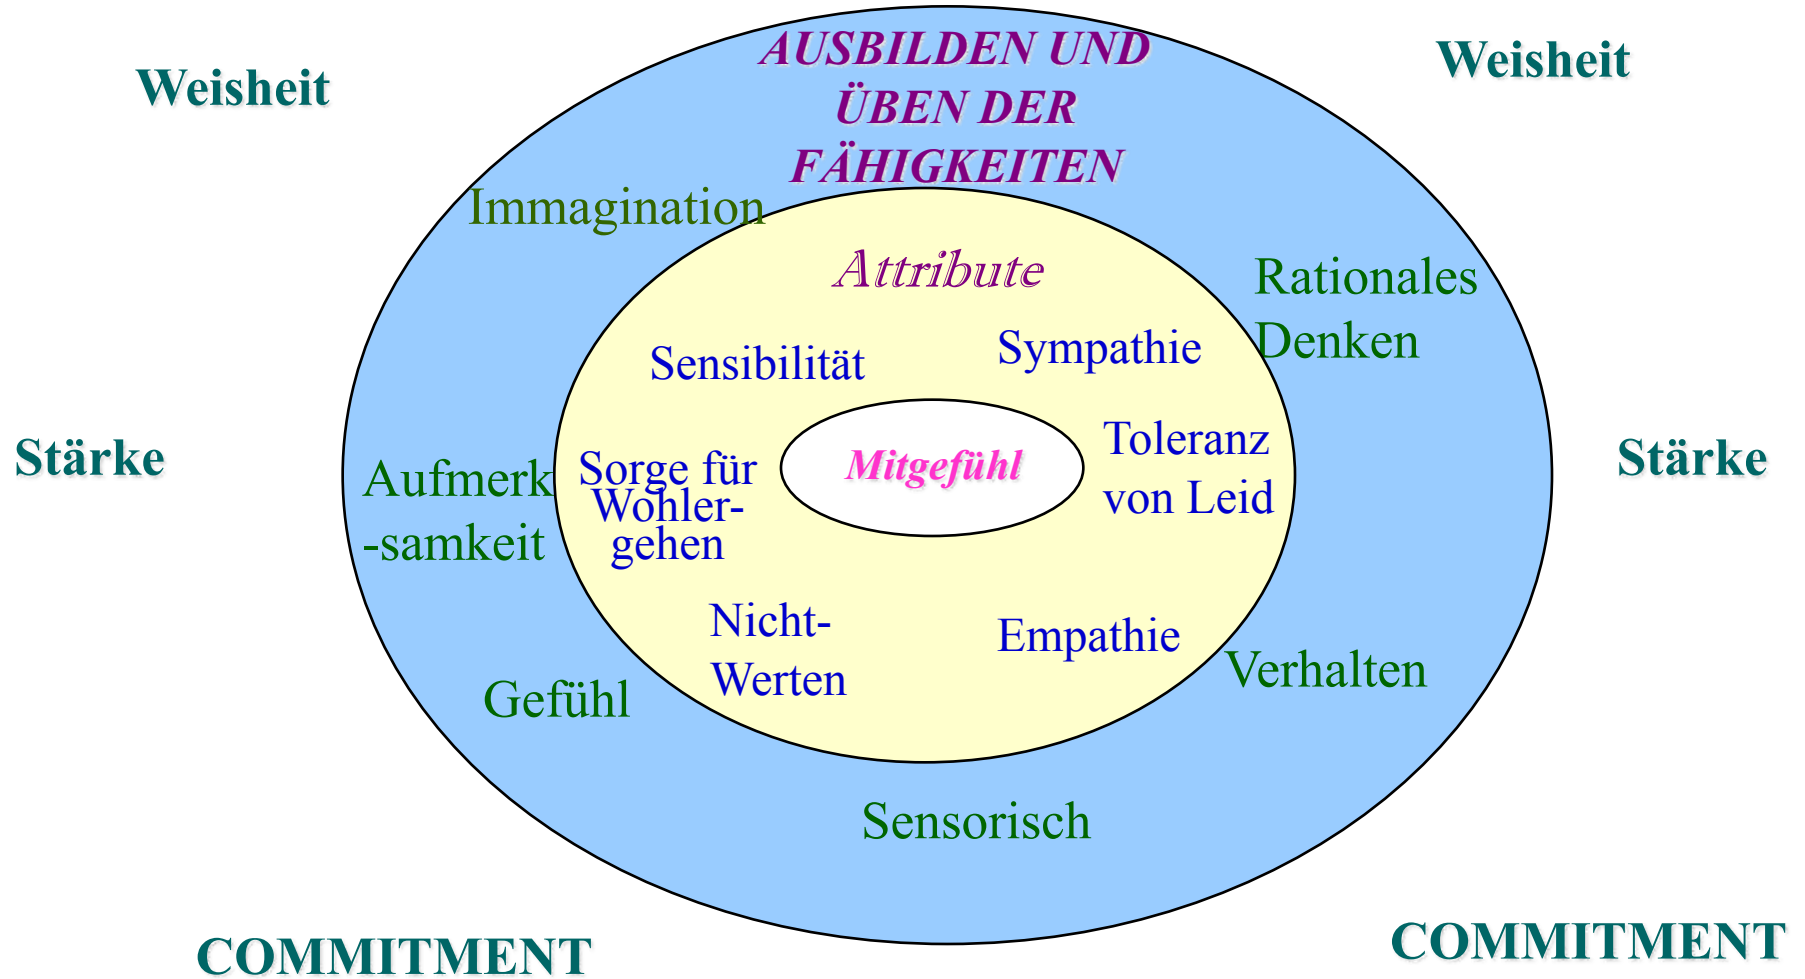 AUSBILDEN UND
ÜBEN DER
FÄHIGKEITEN
Weisheit
Weisheit
Immagination
Attribute
Rationales
Denken
Sensibilität
Sympathie
Stärke
Stärke
Aufmerk
-samkeit
Sorge für
Wohler-
gehen
Mitgefühl
Toleranz
von Leid
Nicht-
Werten
Empathie
Gefühl
Verhalten
Sensorisch
COMMITMENT
COMMITMENT